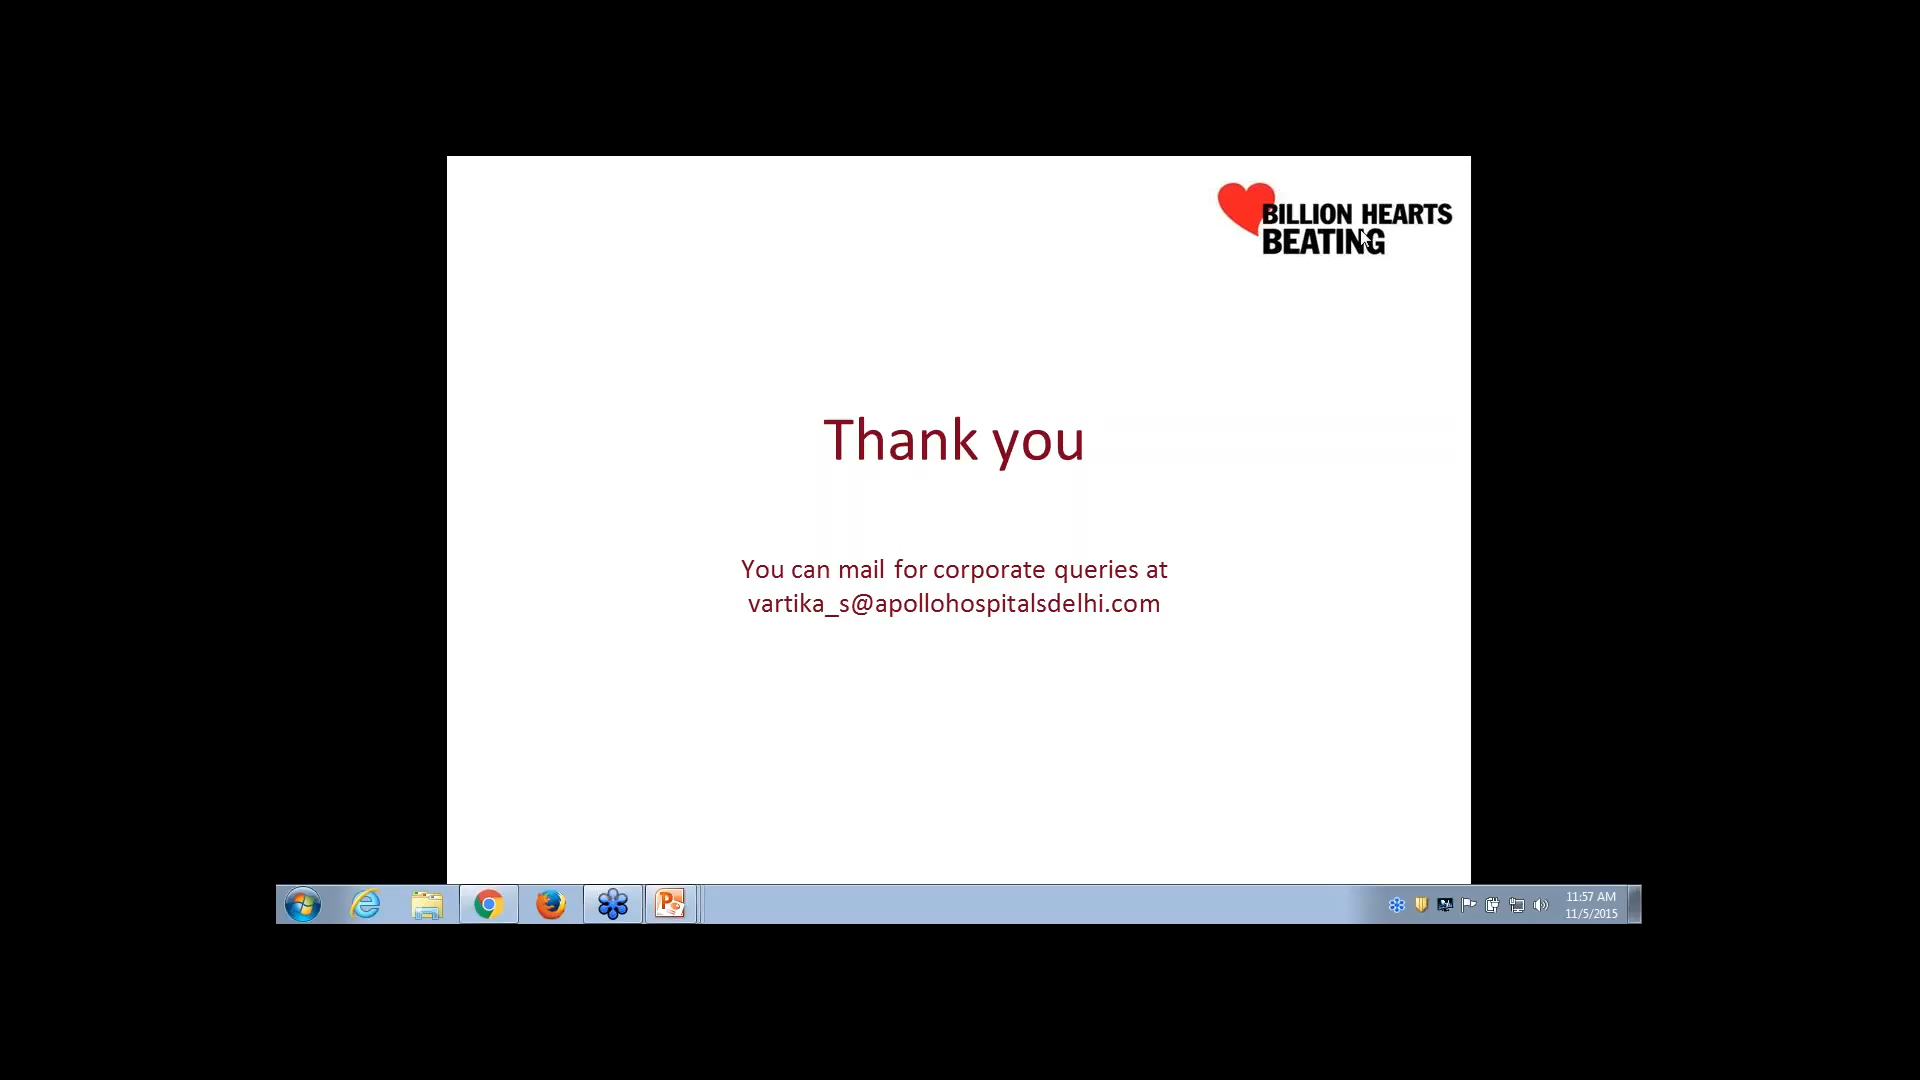 BILLION HEARTS
BEATING
Thank you
You can mail for corporate queries at
vartika_s@apollohospitalsdelhi.com
11:57 AM
11/5/2015